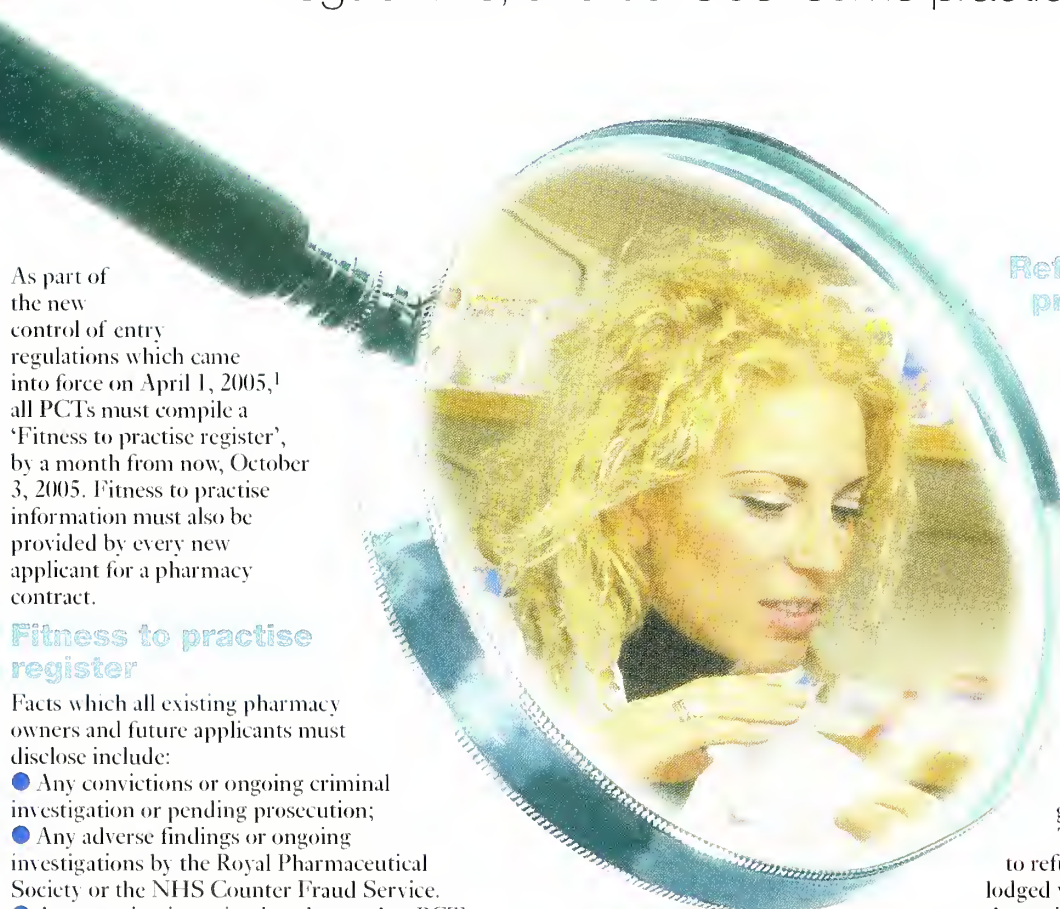 As part of
the new
control of entry
regulations which came
into force on April 1, 2005,1
all PCTs must compile a
‘Fitness to practise register’,
by a month from now, October
3, 2005. Fitness to practise
information must also be
provided by every new
applicant for a pharmacy
contract.
Fitness to practise
register
Facts which all existing pharmacy
owners and future applicants must
disclose include:
● Any convictions or ongoing criminal
investigation or pending prosecution;
● Any adverse findings or ongoing
investigations by the Royal Pharmaceutical
Society or the NHS Counter Fraud Service.
to refu
lodged